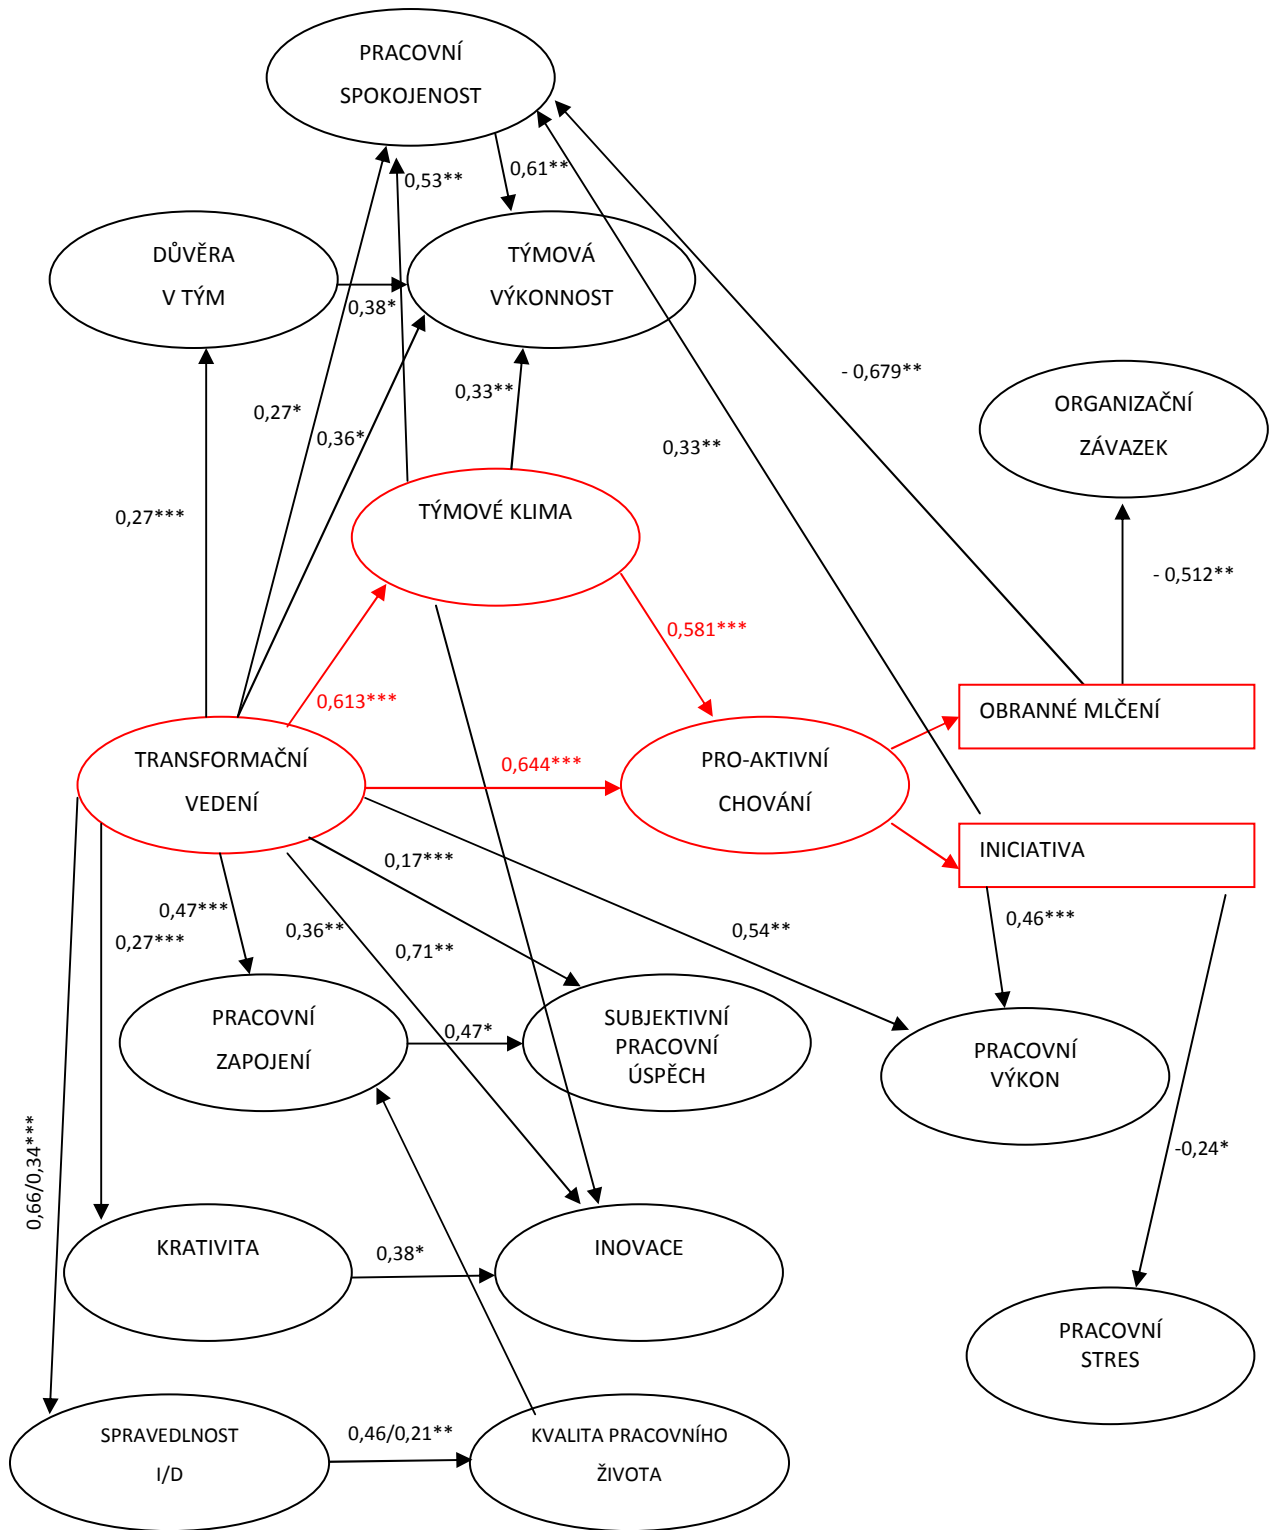 PRACOVNÍ
SPOKOJENOST
0,53**
0,61**
DŮVĚRA
V TÝM
TÝMOVÁ
VÝKONNOST
0,38*
- 0,679**
0,33**
ORGANIZAČNÍ
ZÁVAZEK
0,27*
0,36*
0,33**
0,27***
TÝMOVÉ KLIMA
- 0,512**
0,581***
0,613***
OBRANNÉ MLČENÍ
TRANSFORMAČNÍ
VEDENÍ
0,644***
PRO-AKTIVNÍ
CHOVÁNÍ
INICIATIVA
0,17***
0,47***
0,27***
0,36**
0,71**
0,54**
0,46***
PRACOVNÍ
ZAPOJENÍ
0,47*
SUBJEKTIVNÍ
PRACOVNÍ
ÚSPĚCH
PRACOVNÍ
VÝKON
0,66/0,34***
-0,24*
KRATIVITA
0,38*
INOVACE
PRACOVNÍ
STRES
SPRAVEDLNOST
I/D
0,46/0,21**
KVALITA PRACOVNÍHO
ŽIVOTA